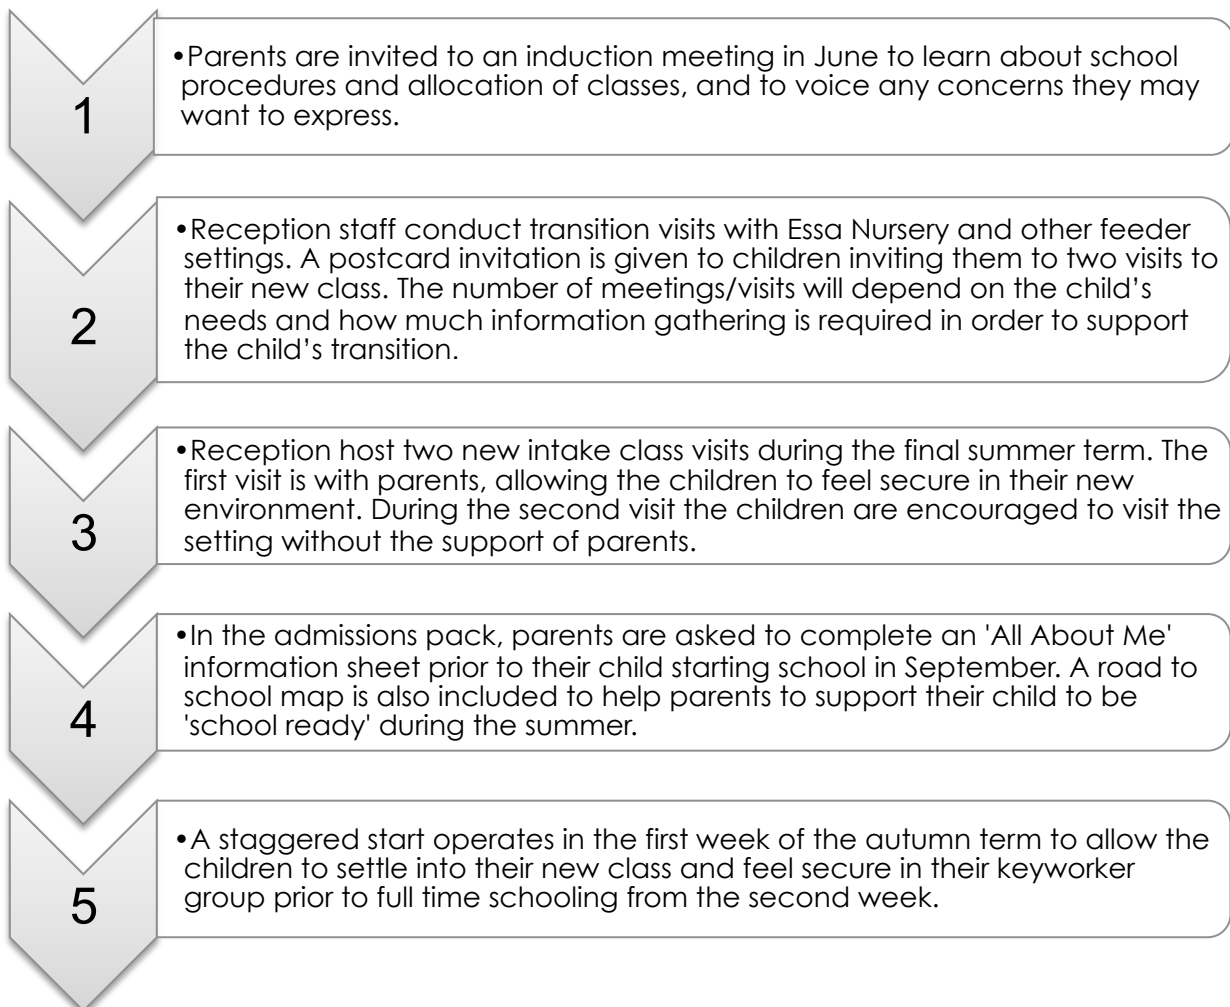 1
•Parents are invited to an induction meeting in June to learn about school
procedures and allocation of classes, and to voice any concerns they may
want to express.
2
•Reception staff conduct transition visits with Essa Nursery and other feeder
settings. A postcard invitation is given to children inviting them to two visits to
their new class. The number of meetings/visits will depend on the child’s
needs and how much information gathering is required in order to support
the child’s transition.
3
•Reception host two new intake class visits during the final summer term. The
first visit is with parents, allowing the children to feel secure in their new
environment. During the second visit the children are encouraged to visit the
setting without the support of parents.
4
•In the admissions pack, parents are asked to complete an 'All About Me'
information sheet prior to their child starting school in September. A road to
school map is also included to help parents to support their child to be
'school ready' during the summer.
5
•A staggered start operates in the first week of the autumn term to allow the
children to settle into their new class and feel secure in their keyworker
group prior to full time schooling from the second week.